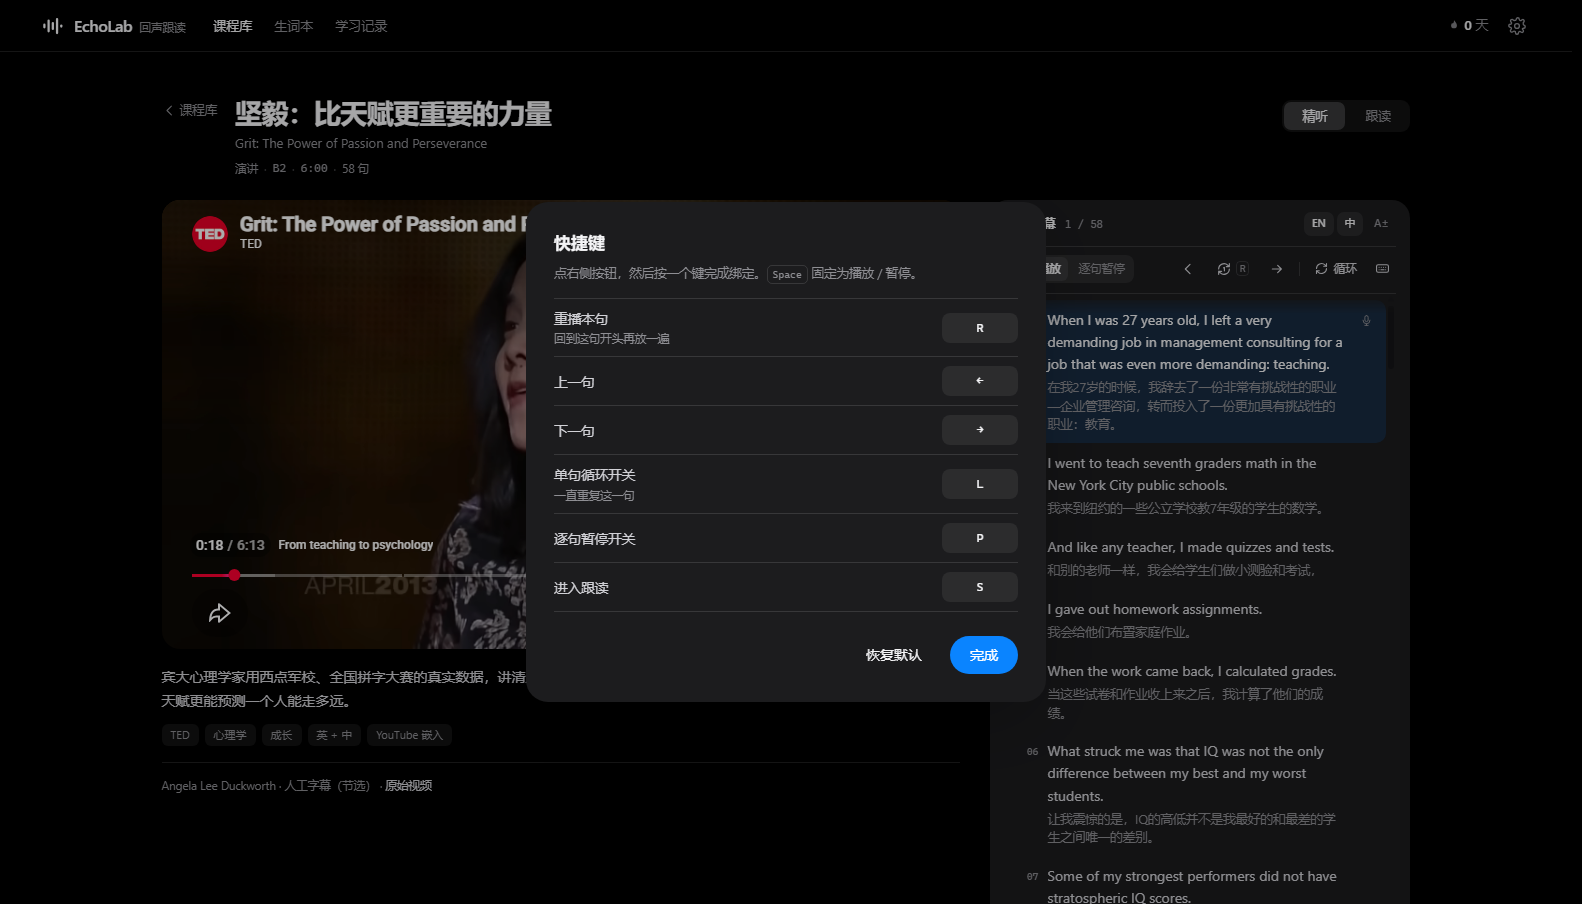 EchoLab 回声跟读 课程库 生词本 学习记录 0 天
课程库
坚毅：比天赋更重要的力量
Grit: The Power of Passion and Perseverance
演讲 · B2 · 6:00 · 58 句
精听 跟读
TED
Grit: The Power of Passion and
TED
0:18 / 6:13 From teaching to psychology
APRIL2013
宾大心理学家用西点军校、全国拼字大赛的真实数据，讲清
天赋更能预测一个人能走多远。
TED 心理学 成长 英 + 中 YouTube 嵌入
Angela Lee Duckworth · 人工字幕（节选） · 原始视频
快捷键
点右侧按钮，然后按一个键完成绑定。 Space 固定为播放 / 暂停。
重播本句
回到这句开头再放一遍
R
上一句 ←
下一句 →
单句循环开关
一直重复这一句
L
逐句暂停开关 P
进入跟读 S
恢复默认 完成
幕 1 / 58 EN 中 A±
放 逐句暂停 R 循环
When I was 27 years old, I left a very
demanding job in management consulting for a
job that was even more demanding: teaching.
在我27岁的时候，我辞去了一份非常有挑战性的职业
—企业管理咨询，转而投入了一份更加具有挑战性的
职业：教育。
I went to teach seventh graders math in the
New York City public schools.
我来到纽约的一些公立学校教7年级的学生的数学。
And like any teacher, I made quizzes and tests.
和别的老师一样，我会给学生们做小测验和考试，
I gave out homework assignments.
我会给他们布置家庭作业。
When the work came back, I calculated grades.
当这些试卷和作业收上来之后，我计算了他们的成
绩。
06 What struck me was that IQ was not the only
difference between my best and my worst
students.
让我震惊的是，IQ的高低并不是我最好的和最差的学
生之间唯一的差别。
07 Some of my strongest performers did not have
stratospheric IQ scores.